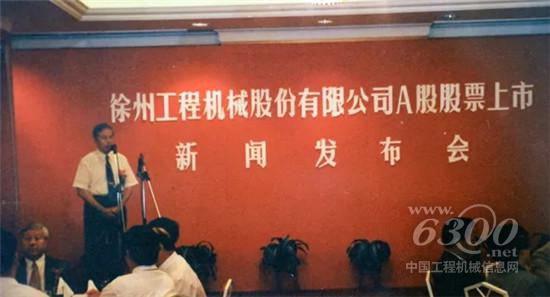 徐州工程机械股份有限公司A股股票上市
新闻发布会
www.
6300
.net
中国工程机械信息网